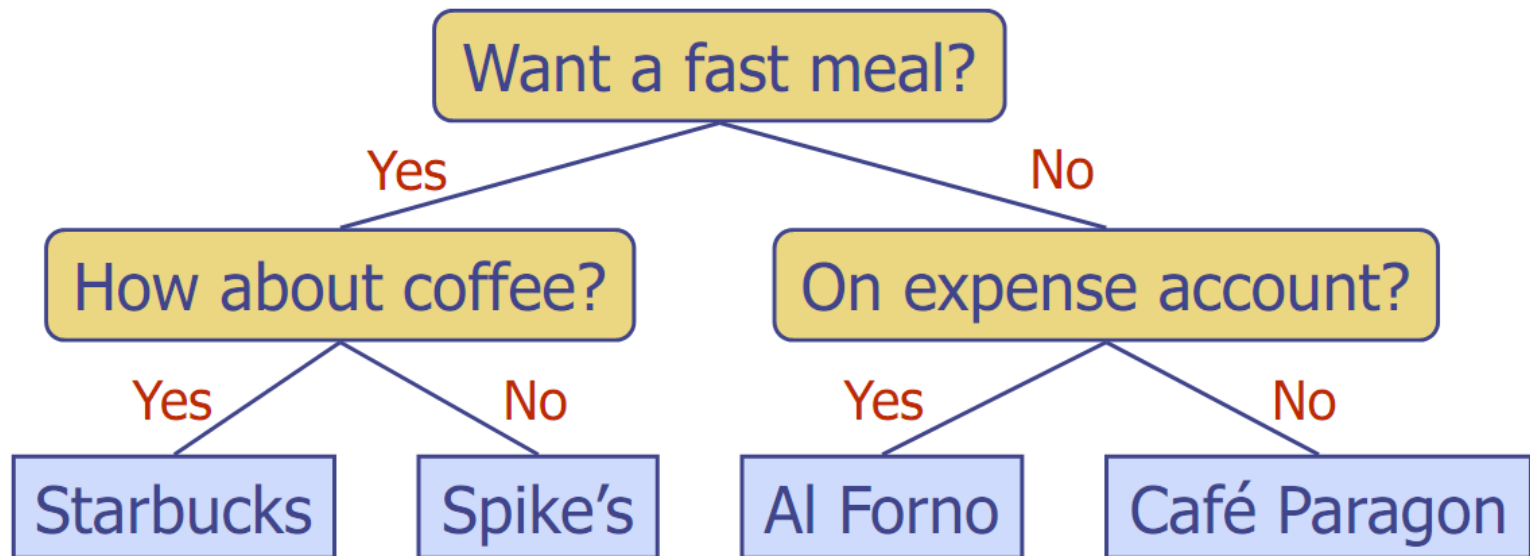 Want a fast meal?
Yes
No
How about coffee?
On expense account?
Yes
No
Yes
No
Starbucks
Spike’s
Al Forno
Café Paragon